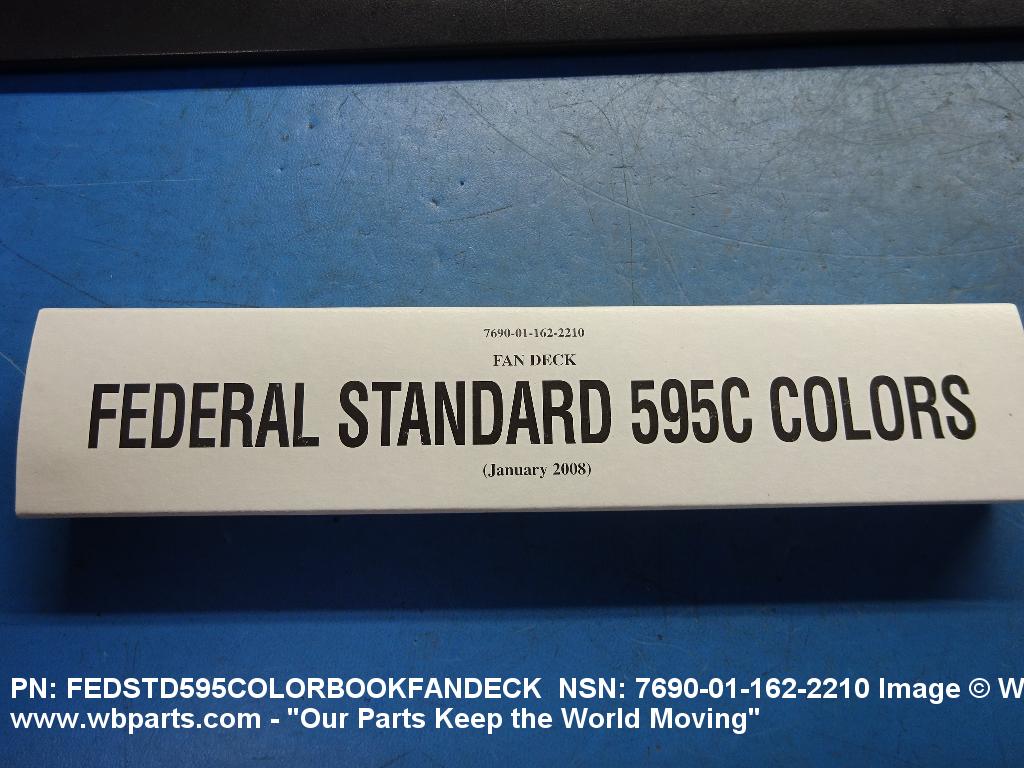 7690-01-162-2210
FAN DECK
FEDERAL STANDARD 595C COLORS
(January 2008)
PN: FEDSTD595COLORBOOKFANDECK NSN: 7690-01-162-2210 Image © W
www.wbparts.com - "Our Parts Keep the World Moving"